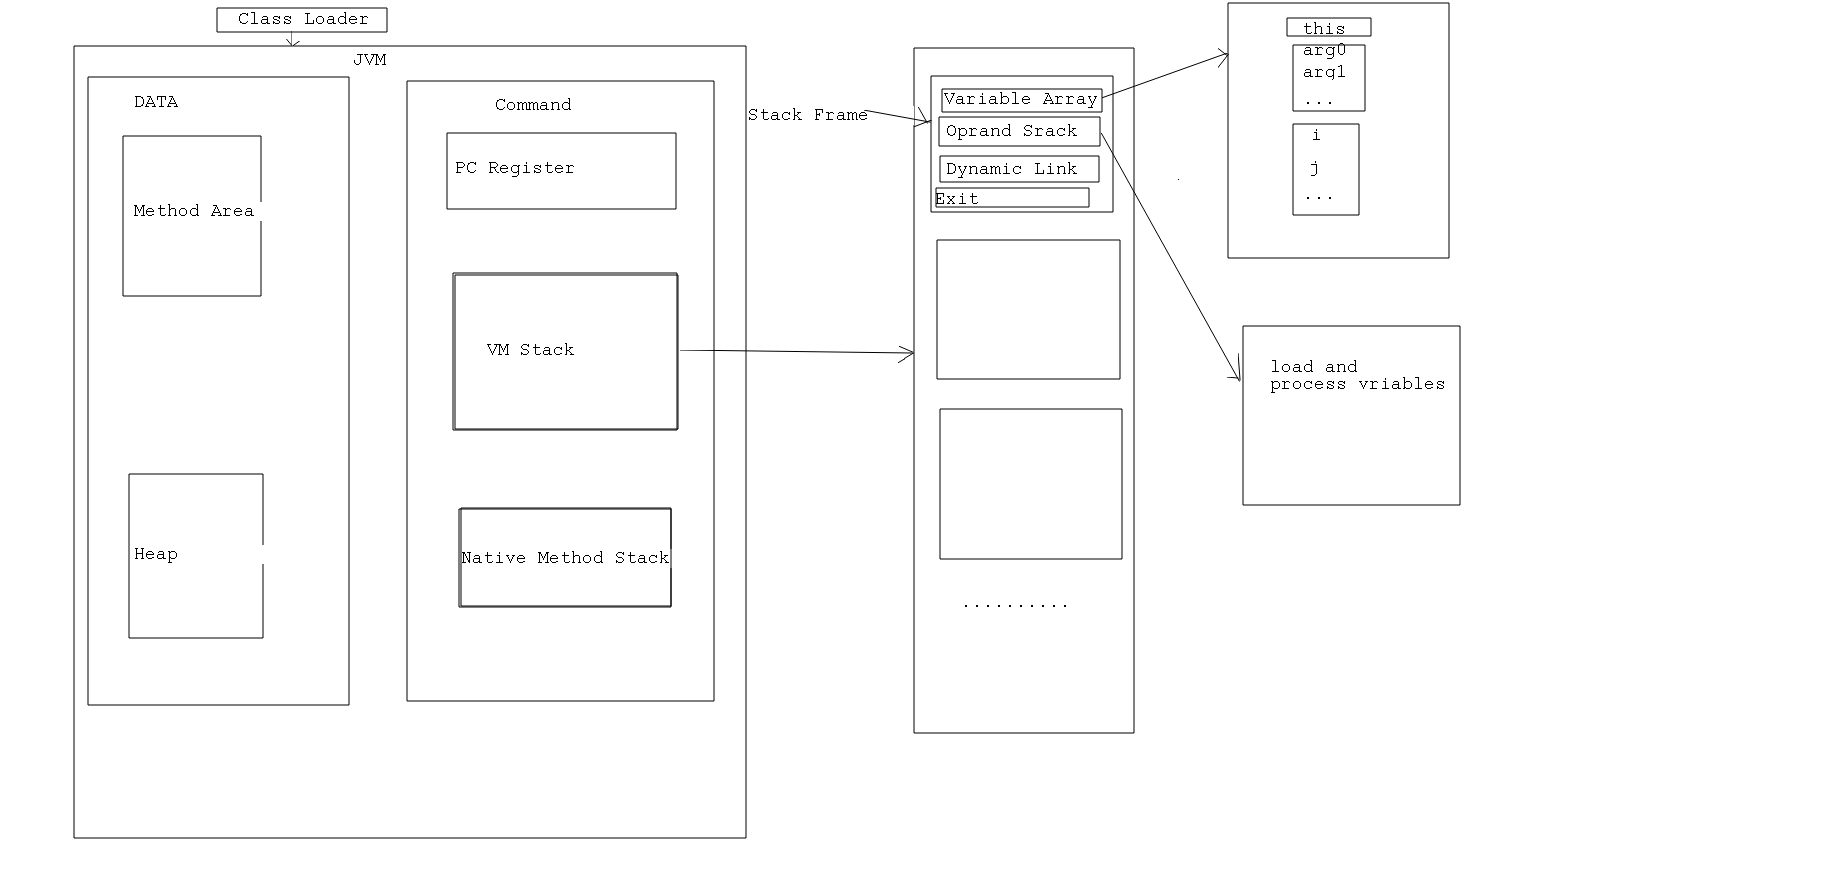 Class Loader
JVM
DATA
Method Area
Heap
Command
PC Register
VM Stack
Native Method Stack
Stack Frame
Variable Array
Oprand Srack
Dynamic Link
Exit
..........
this
arg0
arg1
...
i
j
...
load and
process vriables